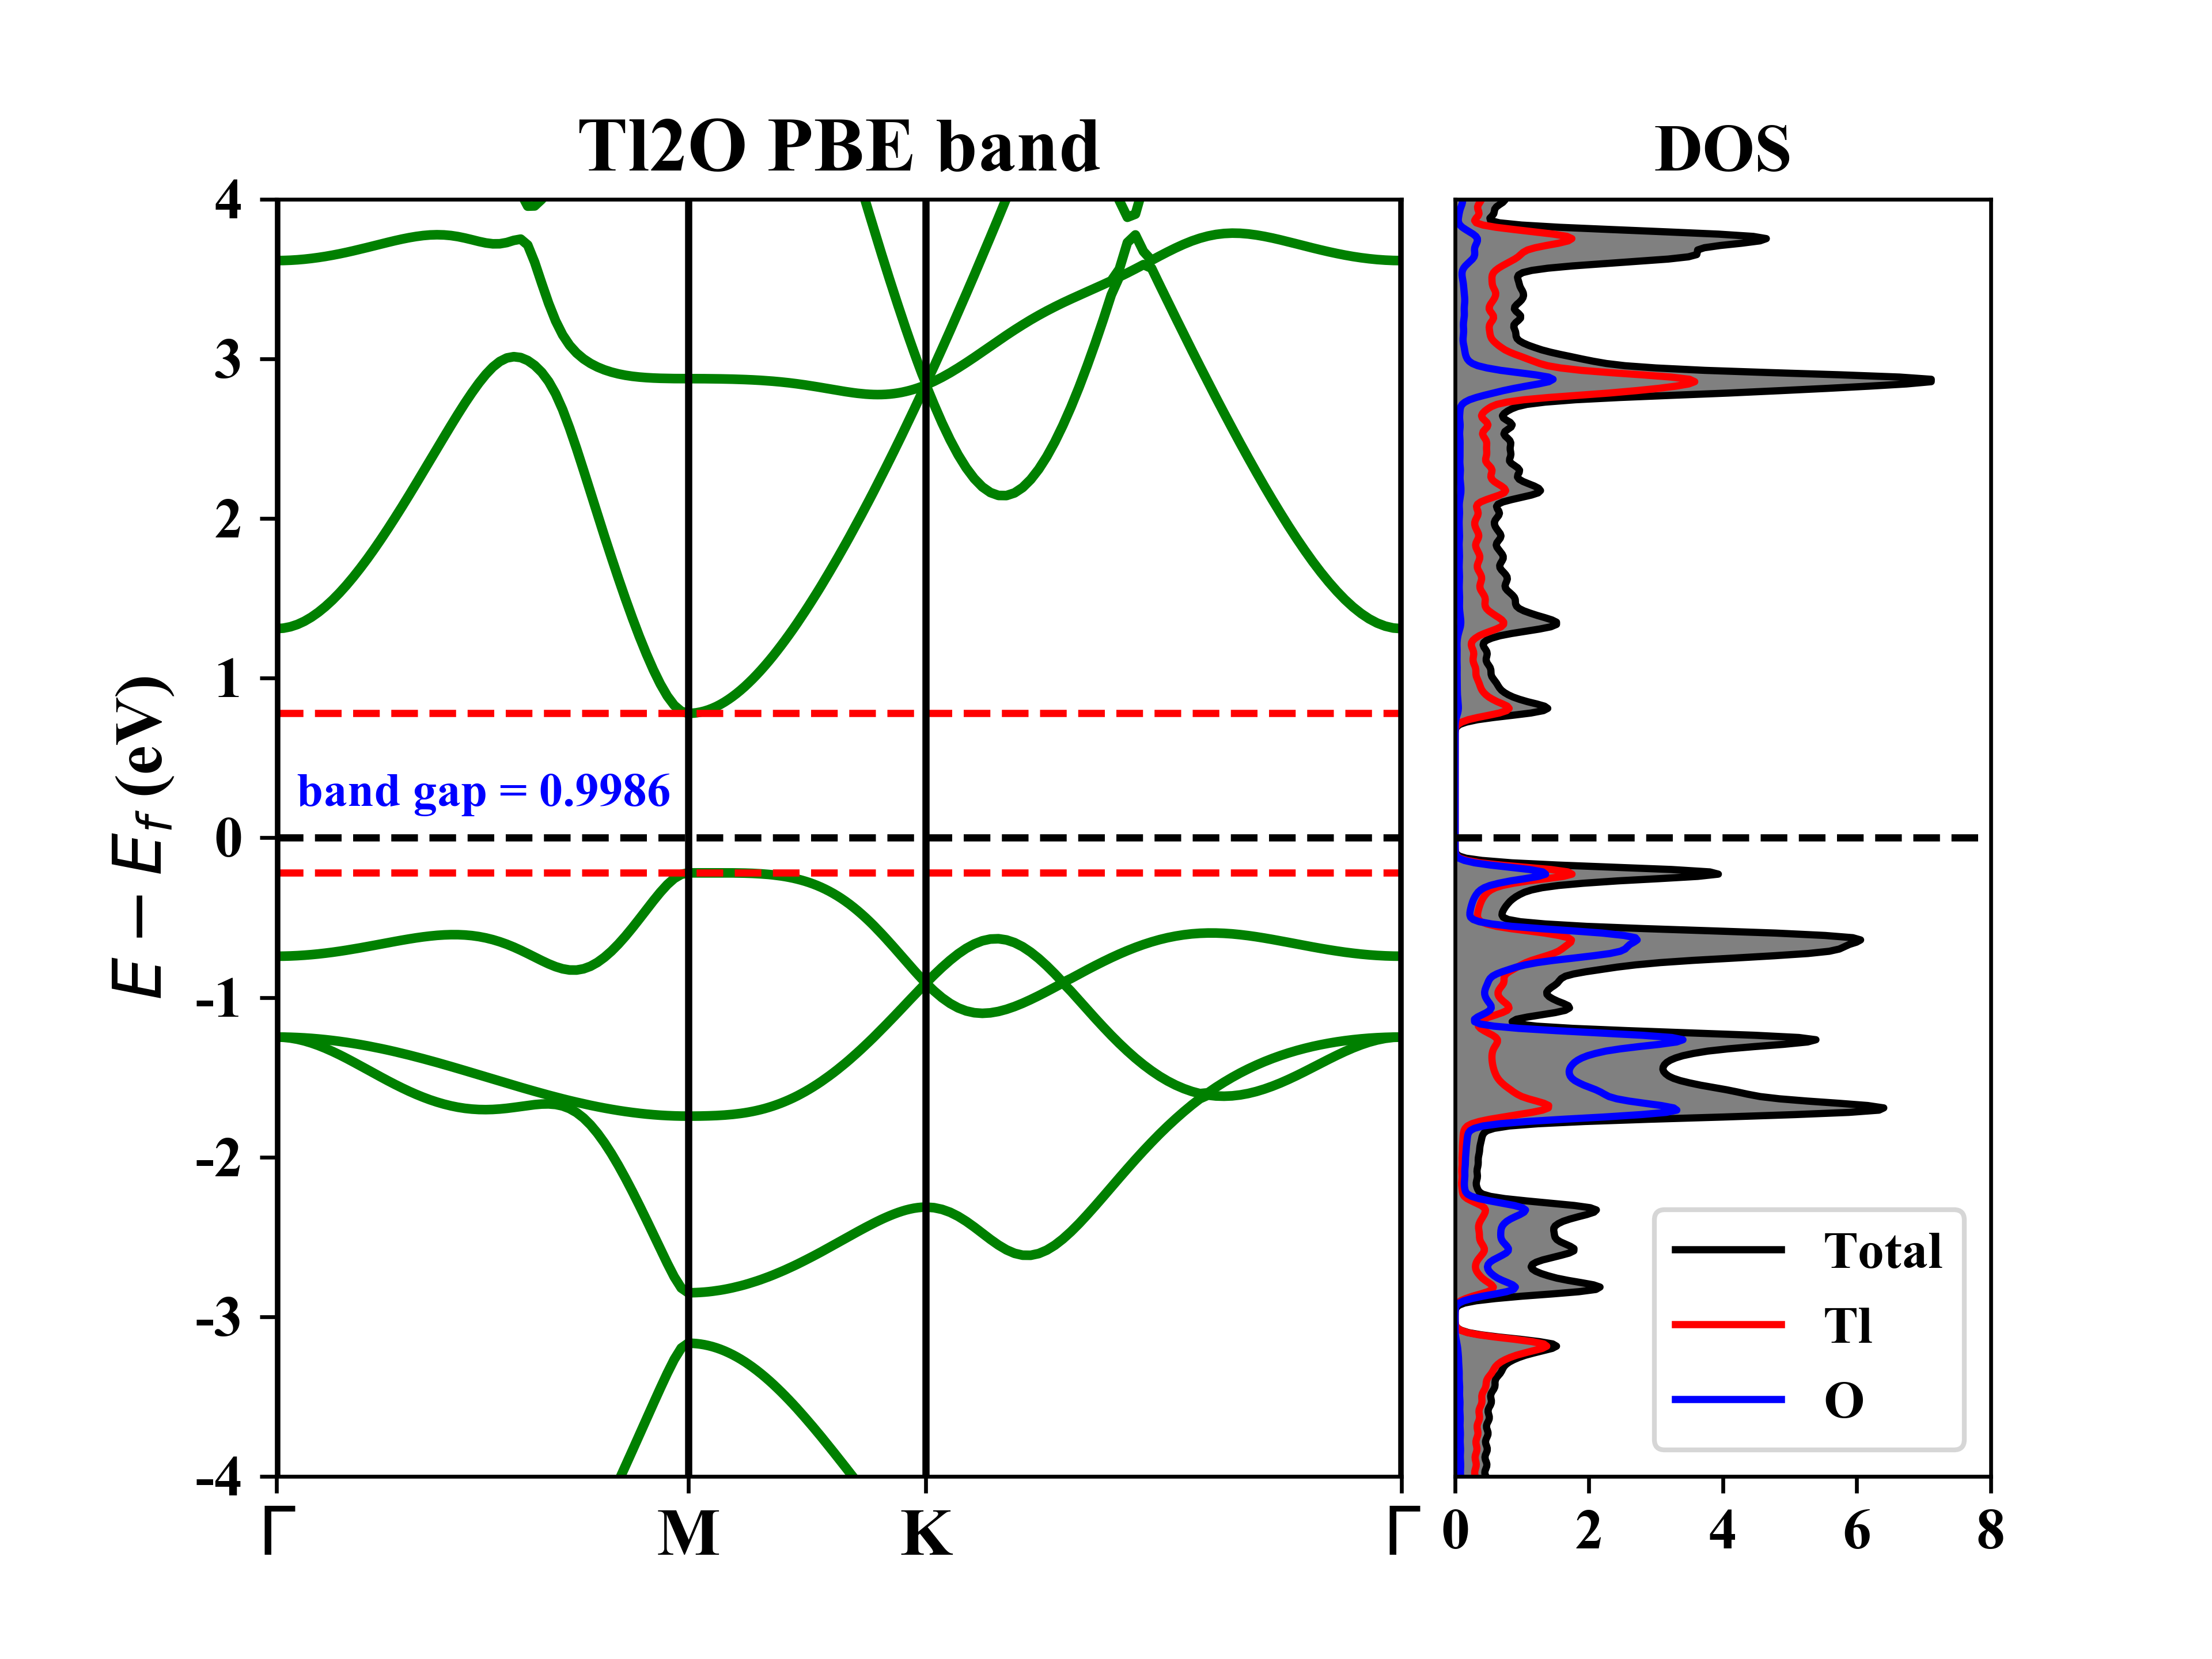 Tl2O PBE band
DOS
E − E_f (eV)
4
3
2
1
0
-1
-2
-3
-4
band gap = 0.9986
Γ M K Γ
0 2 4 6 8
Total
Tl
O